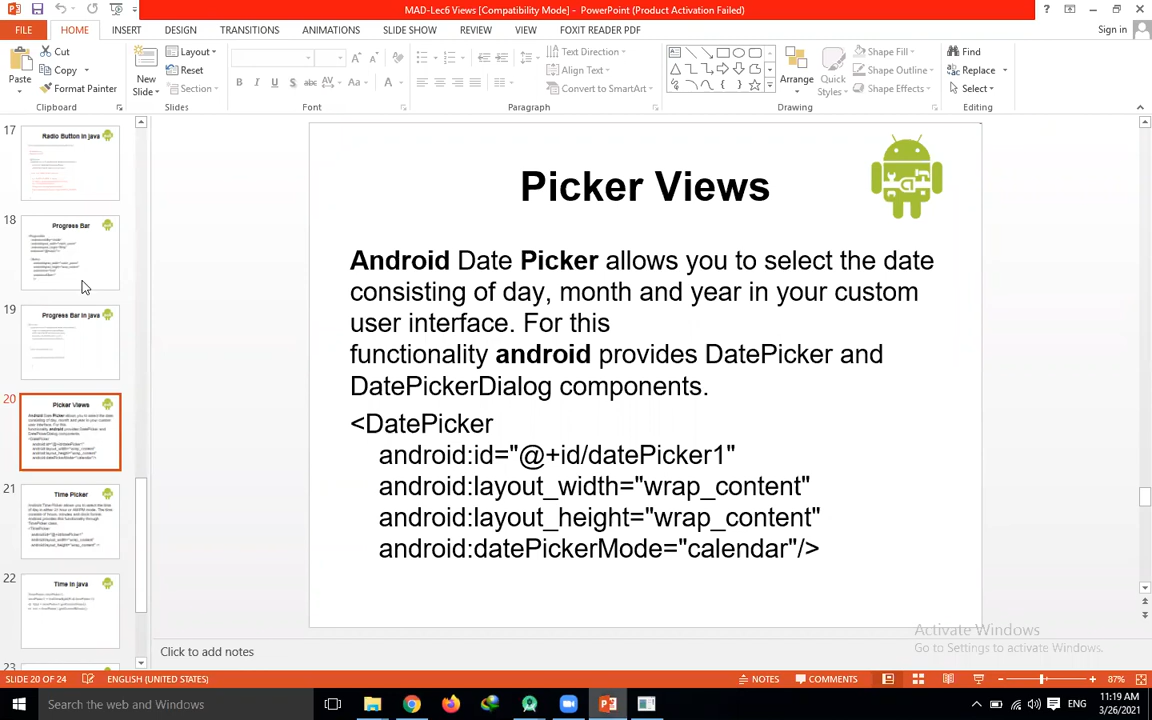 MAD-Lec6 Views [Compatibility Mode] - PowerPoint (Product Activation Failed)
FILE HOME INSERT DESIGN TRANSITIONS ANIMATIONS SLIDE SHOW REVIEW VIEW FOXIT READER PDF Sign in
Paste Cut Copy Format Painter
New Slide Layout Reset Section
Text Direction Align Text Convert to SmartArt
Arrange Quick Styles Shape Fill Shape Outline Shape Effects
Find Replace Select
Clipboard Slides Font Paragraph Drawing Editing
17
Radio Button in java
18
Progress Bar
19
Progress Bar in java
20
Picker Views
21
Time Picker
22
Time in java
23
Picker Views
Android Date Picker allows you to select the date
consisting of day, month and year in your custom
user interface. For this
functionality android provides DatePicker and
DatePickerDialog components.
<DatePicker
android:id="@+id/datePicker1"
android:layout_width="wrap_content"
android:layout_height="wrap_content"
android:datePickerMode="calendar"/>
Activate Windows
Go to Settings to activate Windows.
Click to add notes
SLIDE 20 OF 24 ENGLISH (UNITED STATES) NOTES COMMENTS 87%
Search the web and Windows
ENG
11:19 AM
3/26/2021